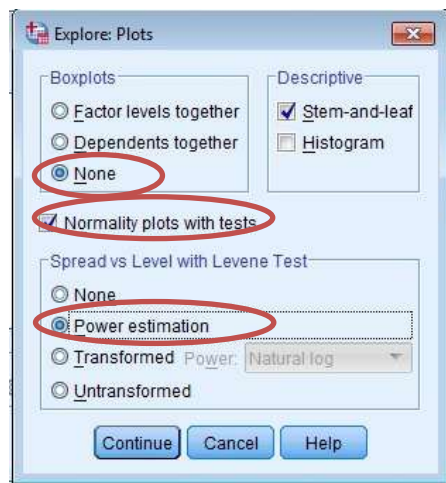 Explore: Plots
Boxplots
Factor levels together
Dependents together
None
Descriptive
Stem-and-leaf
Histogram
Normality plots with tests
Spread vs Level with Levene Test
None
Power estimation
Transformed Power: Natural log
Untransformed
Continue Cancel Help